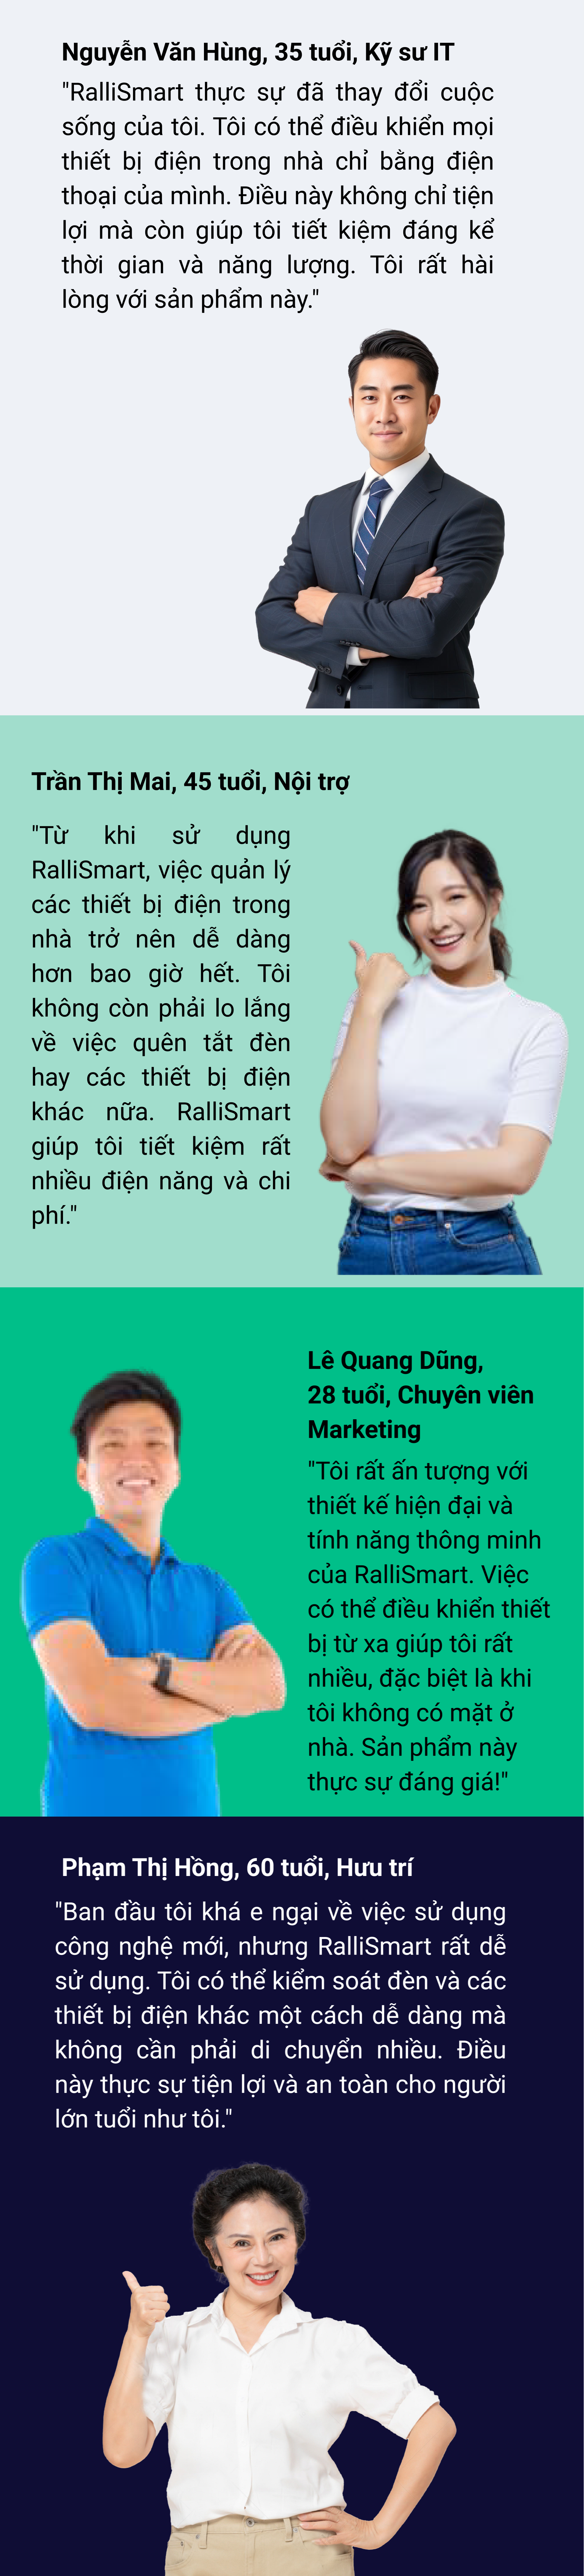 Nguyễn Văn Hùng, 35 tuổi, Kỹ sư IT
"RalliSmart thực sự đã thay đổi cuộc
sống của tôi. Tôi có thể điều khiển mọi
thiết bị điện trong nhà chỉ bằng điện
thoại của mình. Điều này không chỉ tiện
lợi mà còn giúp tôi tiết kiệm đáng kể
thời gian và năng lượng. Tôi rất hài
lòng với sản phẩm này."
Trần Thị Mai, 45 tuổi, Nội trợ
"Từ khi sử dụng
RalliSmart, việc quản lý
các thiết bị điện trong
nhà trở nên dễ dàng
hơn bao giờ hết. Tôi
không còn phải lo lắng
về việc quên tắt đèn
hay các thiết bị điện
khác nữa. RalliSmart
giúp tôi tiết kiệm rất
nhiều điện năng và chi
phí."
Lê Quang Dũng,
28 tuổi, Chuyên viên
Marketing
"Tôi rất ấn tượng với
thiết kế hiện đại và
tính năng thông minh
của RalliSmart. Việc
có thể điều khiển thiết
bị từ xa giúp tôi rất
nhiều, đặc biệt là khi
tôi không có mặt ở
nhà. Sản phẩm này
thực sự đáng giá!"
Phạm Thị Hồng, 60 tuổi, Hưu trí
"Ban đầu tôi khá e ngại về việc sử dụng
công nghệ mới, nhưng RalliSmart rất dễ
sử dụng. Tôi có thể kiểm soát đèn và các
thiết bị điện khác một cách dễ dàng mà
không cần phải di chuyển nhiều. Điều
này thực sự tiện lợi và an toàn cho người
lớn tuổi như tôi."